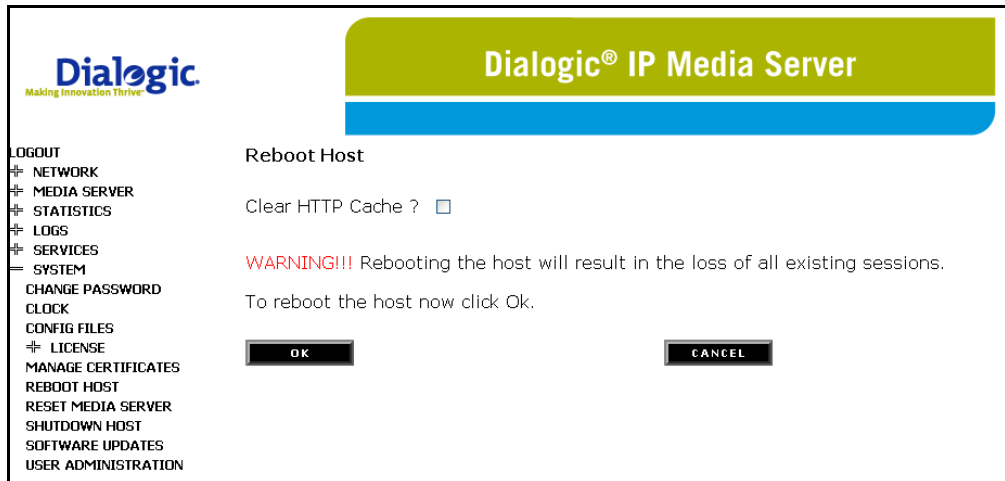 Dialogic.
Making Innovation Thrive™
Dialogic® IP Media Server
LOGOUT
NETWORK
MEDIA SERVER
STATISTICS
LOGS
SERVICES
SYSTEM
CHANGE PASSWORD
CLOCK
CONFIG FILES
LICENSE
MANAGE CERTIFICATES
REBOOT HOST
RESET MEDIA SERVER
SHUTDOWN HOST
SOFTWARE UPDATES
USER ADMINISTRATION
Reboot Host
Clear HTTP Cache ?
WARNING!!! Rebooting the host will result in the loss of all existing sessions.
To reboot the host now click Ok.
OK
CANCEL